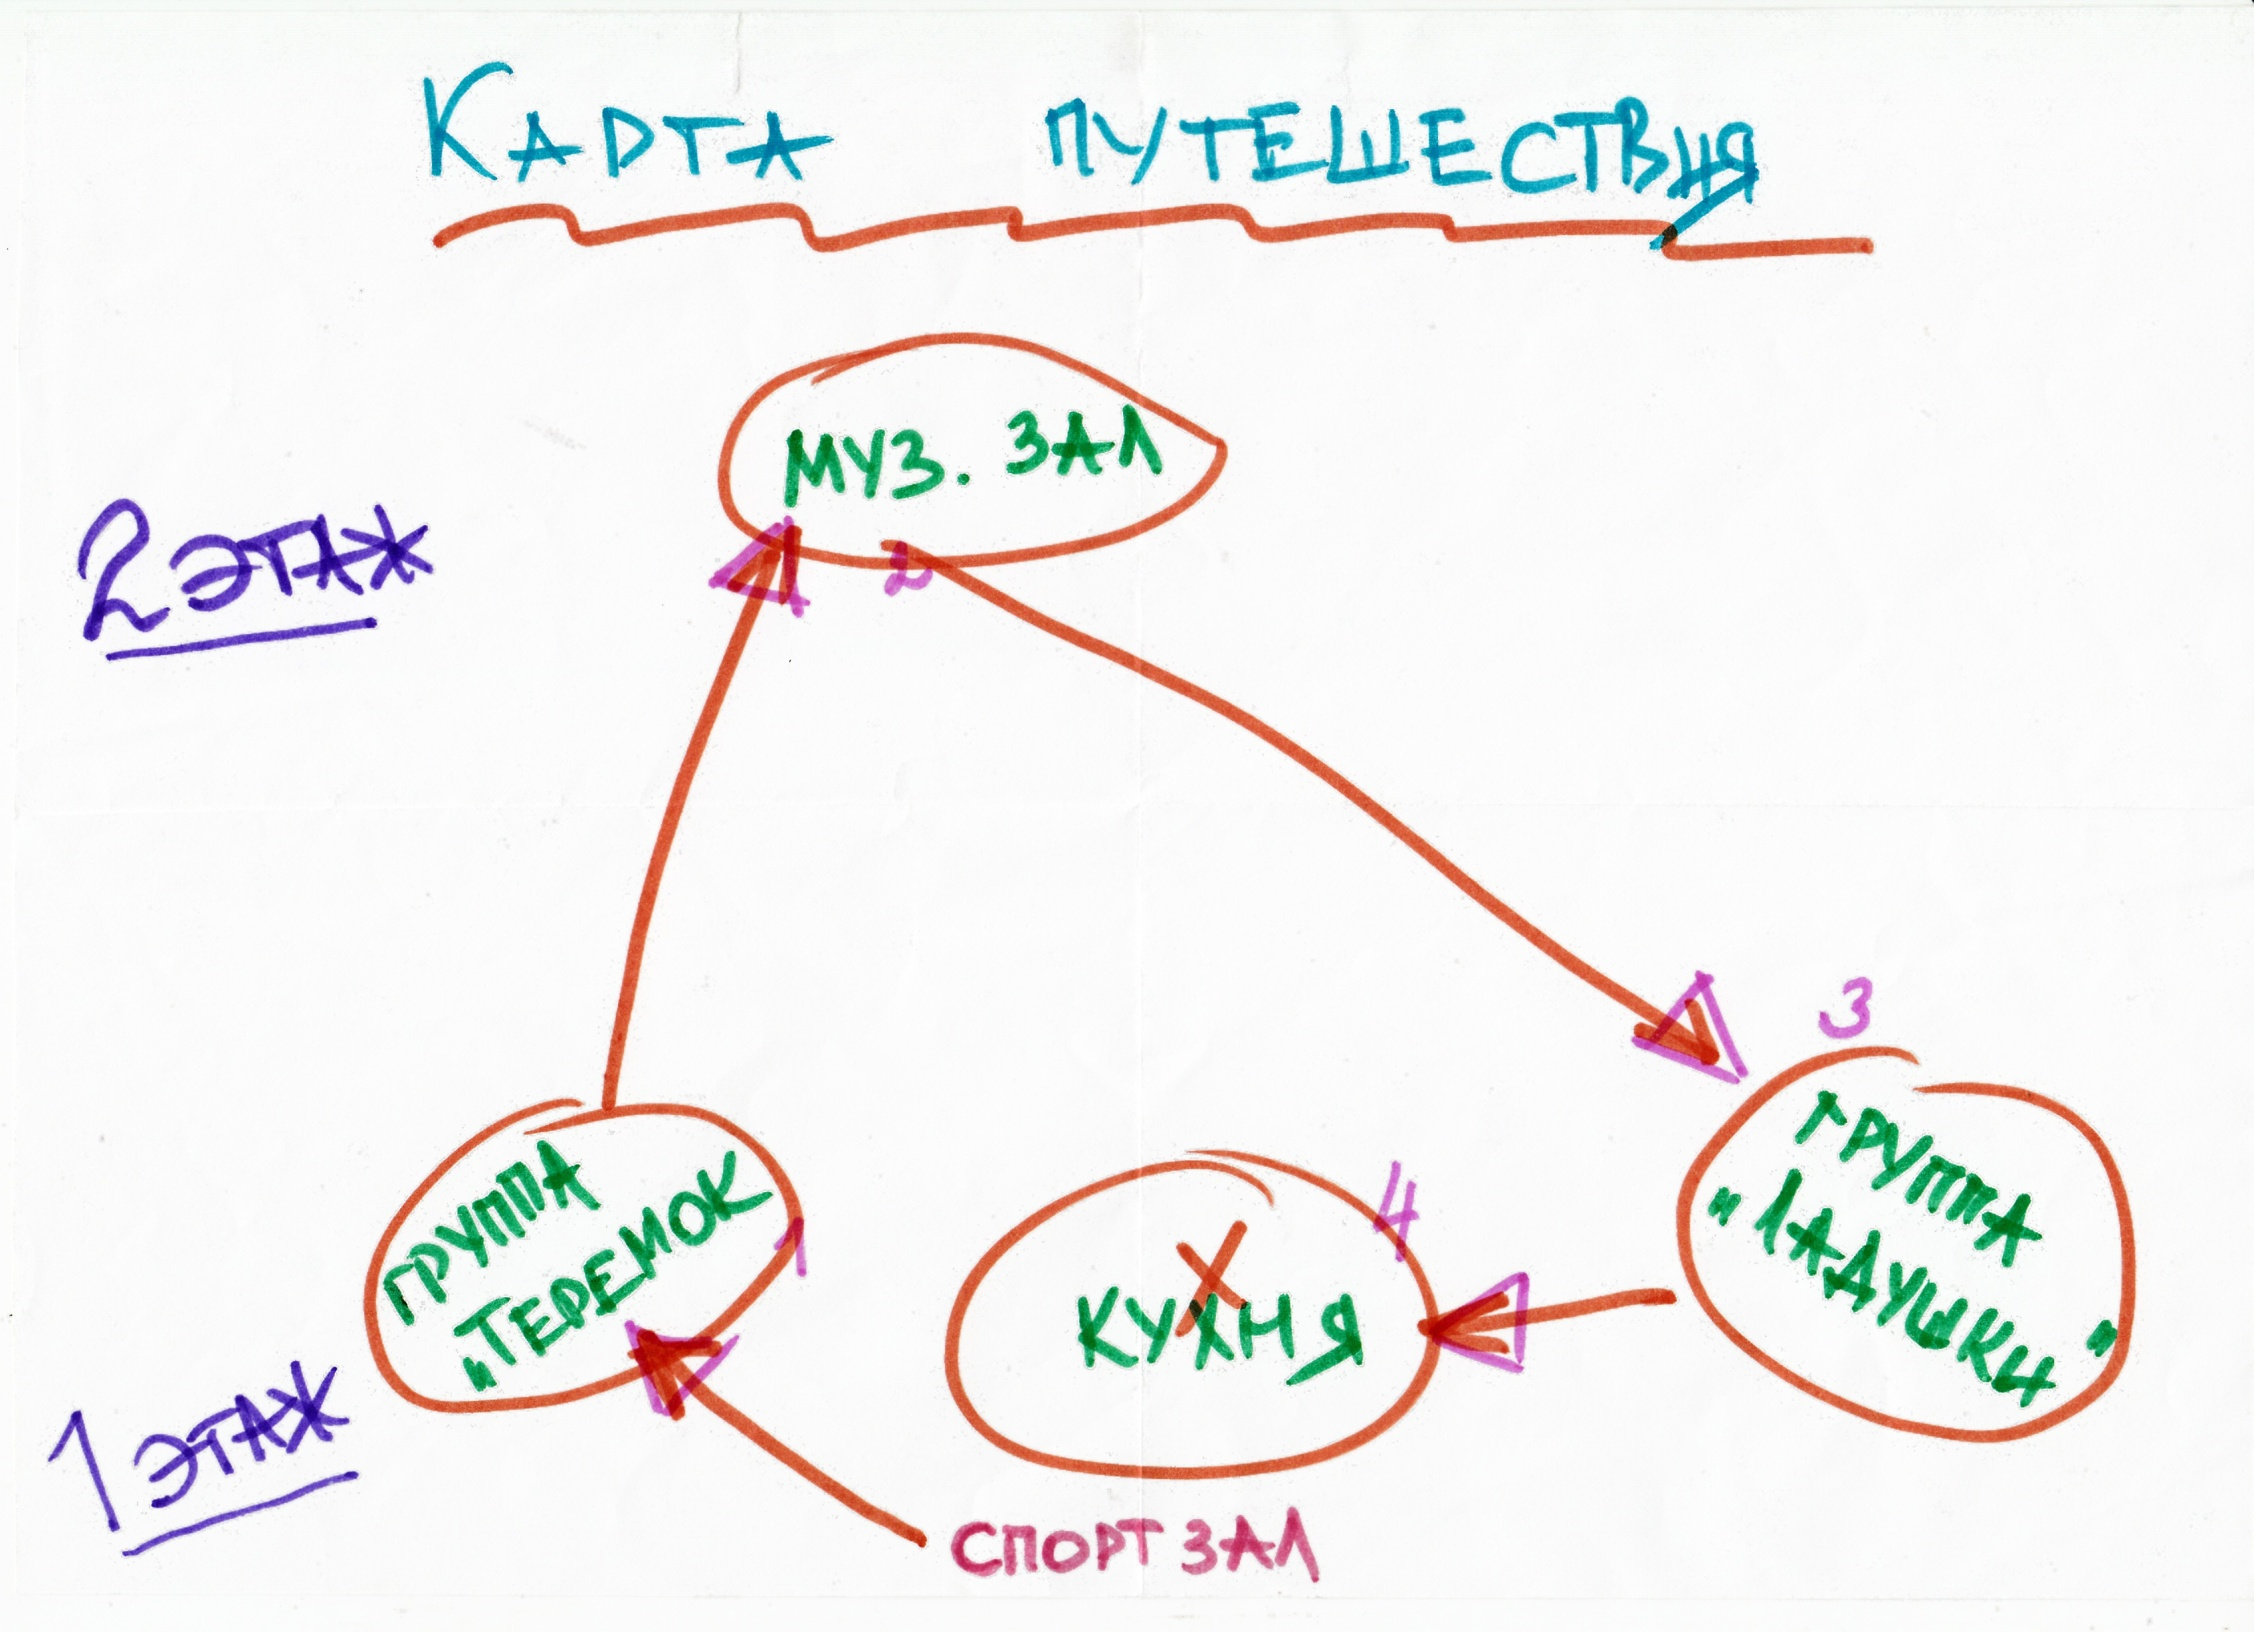 КАРТА ПУТЕШЕСТВИЯ
МУЗ. ЗАЛ
2 ЭТАЖ
2
3
ГРУППА
"ЛАДУШКИ"
4
КУХНЯ
X
ГРУППА
"ТЕРЕМОК
1
1 ЭТАЖ
СПОРТ ЗАЛ